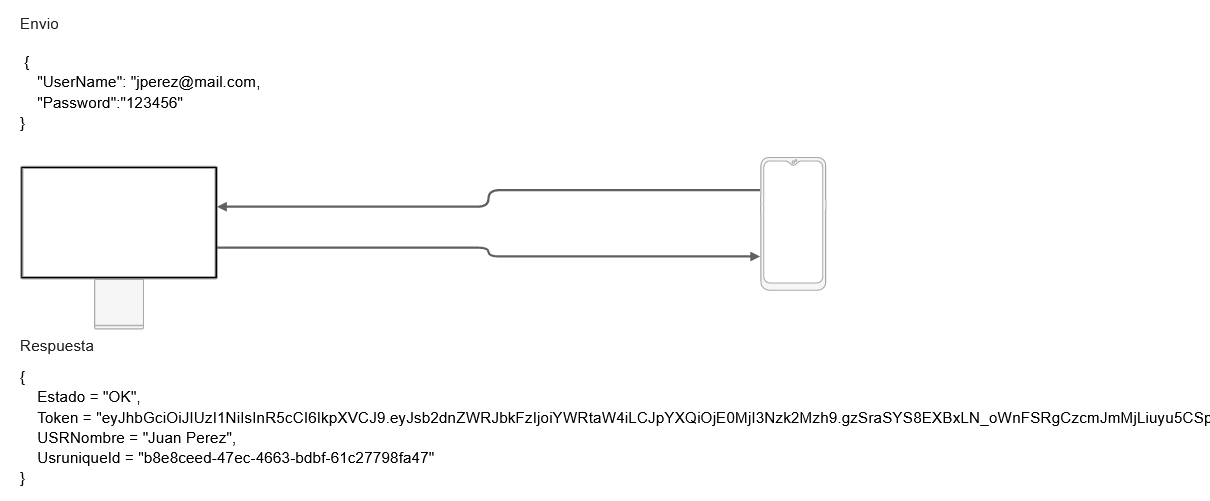 Envio
{
"UserName": "jperez@mail.com,
"Password":"123456"
}
Respuesta
{
Estado = "OK",
Token = "eyJhbGciOiJIUzI1NiIsInR5cCI6IkpXVCJ9.eyJsb2dnZWRJbkFzIjoiYWRtaW4iLCJpYXQiOjE0MjI3Nzk2Mzh9.gzSraSYS8EXBxLN_oWnFSRgCzcmJmMjLiuyu5CSp
USRNombre = "Juan Perez",
UsruniqueId = "b8e8ceed-47ec-4663-bdbf-61c27798fa47"
}